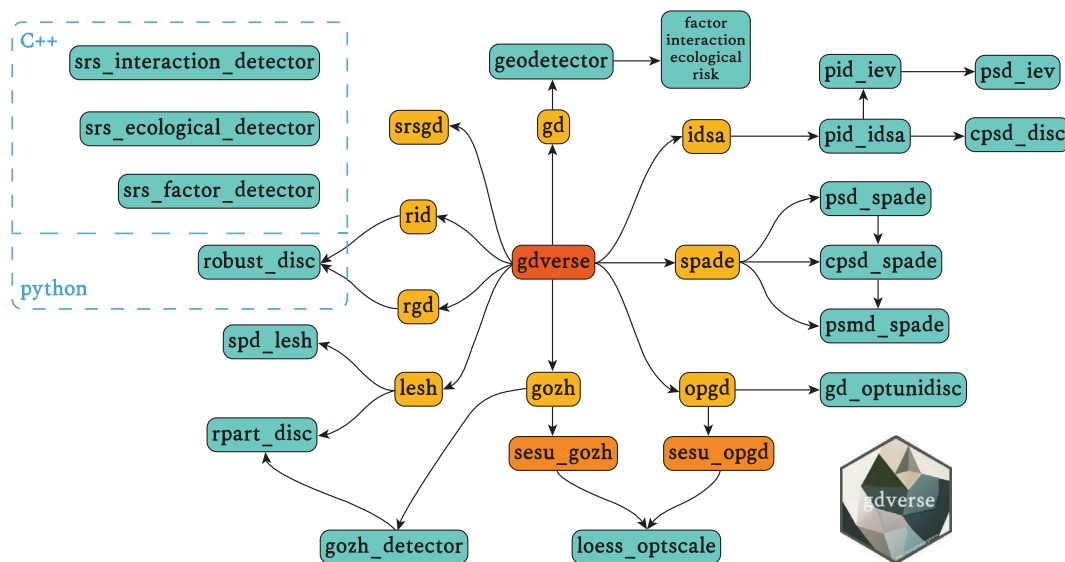 C++
srs_interaction_detector
srs_ecological_detector
srs_factor_detector
robust_disc
python
srsgd
rid
rgd
geodetector
factor
interaction
ecological
risk
gd
gdverse
idsa
pid_iev
psd_iev
pid_idsa
cpsd_disc
spade
psd_spade
cpsd_spade
psmd_spade
spd_lesh
lesh
rpart_disc
gozh
sesu_gozh
gozh_detector
opgd
gd_optunidisc
sesu_opgd
loess_optscale
gdverse